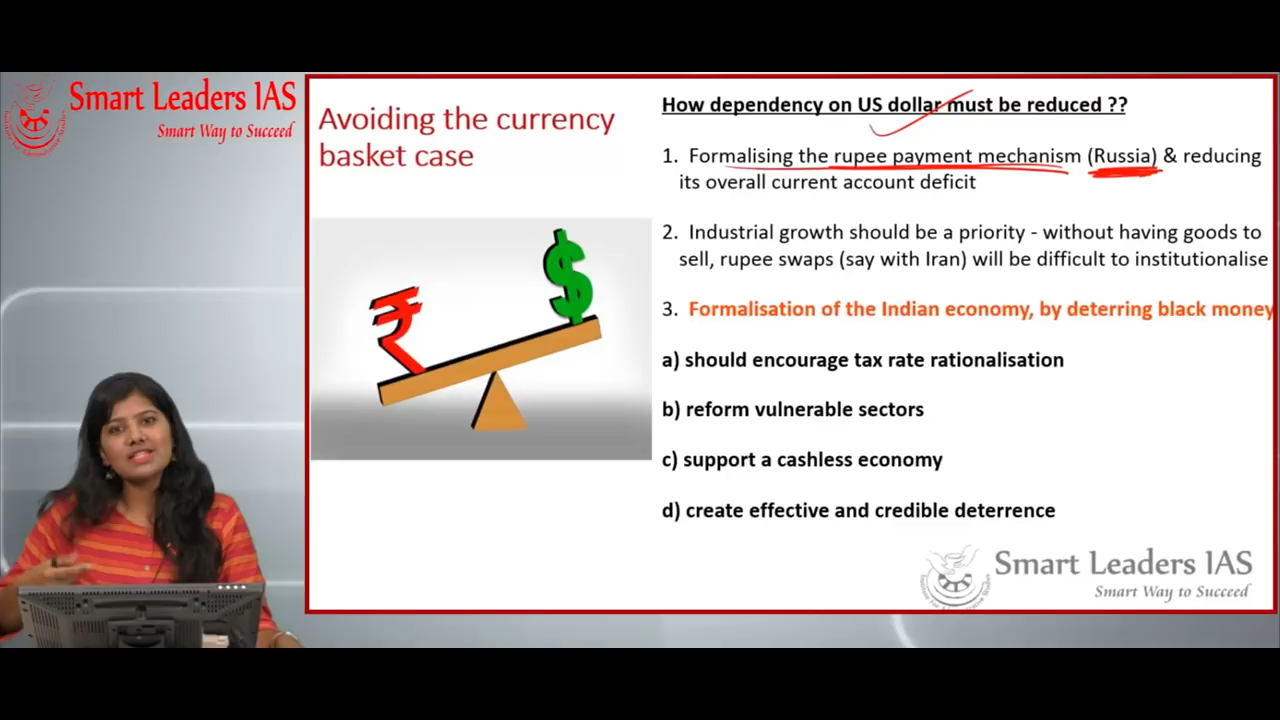 Smart Leaders IAS
Smart Way to Succeed
Avoiding the currency
basket case
₹
$
How dependency on US dollar must be reduced ??
1. Formalising the rupee payment mechanism (Russia) & reducing
its overall current account deficit
2. Industrial growth should be a priority - without having goods to
sell, rupee swaps (say with Iran) will be difficult to institutionalise
3. Formalisation of the Indian economy, by deterring black money
a) should encourage tax rate rationalisation
b) reform vulnerable sectors
c) support a cashless economy
d) create effective and credible deterrence
Smart Leaders IAS
Smart Way to Succeed